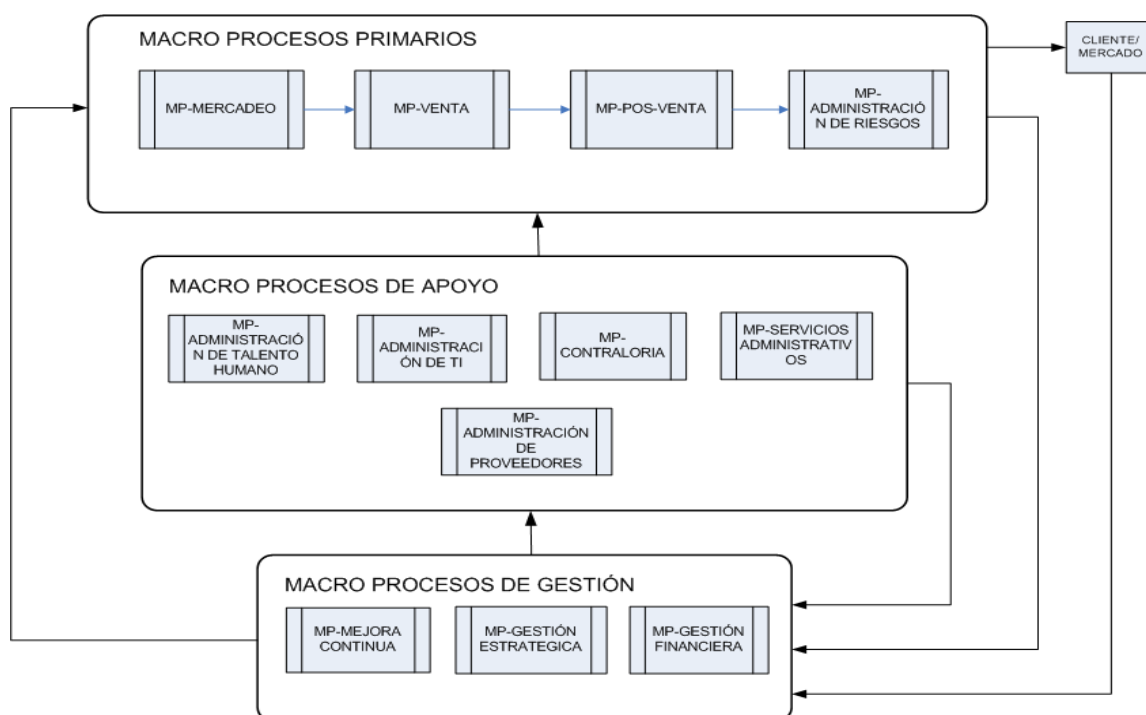 MACRO PROCESOS PRIMARIOS
CLIENTE/
MERCADO
MP-MERCADEO
MP-VENTA
MP-POS-VENTA
MP-
ADMINISTRACIÓ
N DE RIESGOS
MACRO PROCESOS DE APOYO
MP-
ADMINISTRACIÓ
N DE TALENTO
HUMANO
MP-
ADMINISTRACI
ÓN DE TI
MP-
CONTRALORIA
MP-SERVICIOS
ADMINISTRATIV
OS
MP-
ADMINISTRACIÓN
DE
PROVEEDORES
MACRO PROCESOS DE GESTIÓN
MP-MEJORA
CONTINUA
MP-GESTIÓN
ESTRATEGICA
MP-GESTIÓN
FINANCIERA